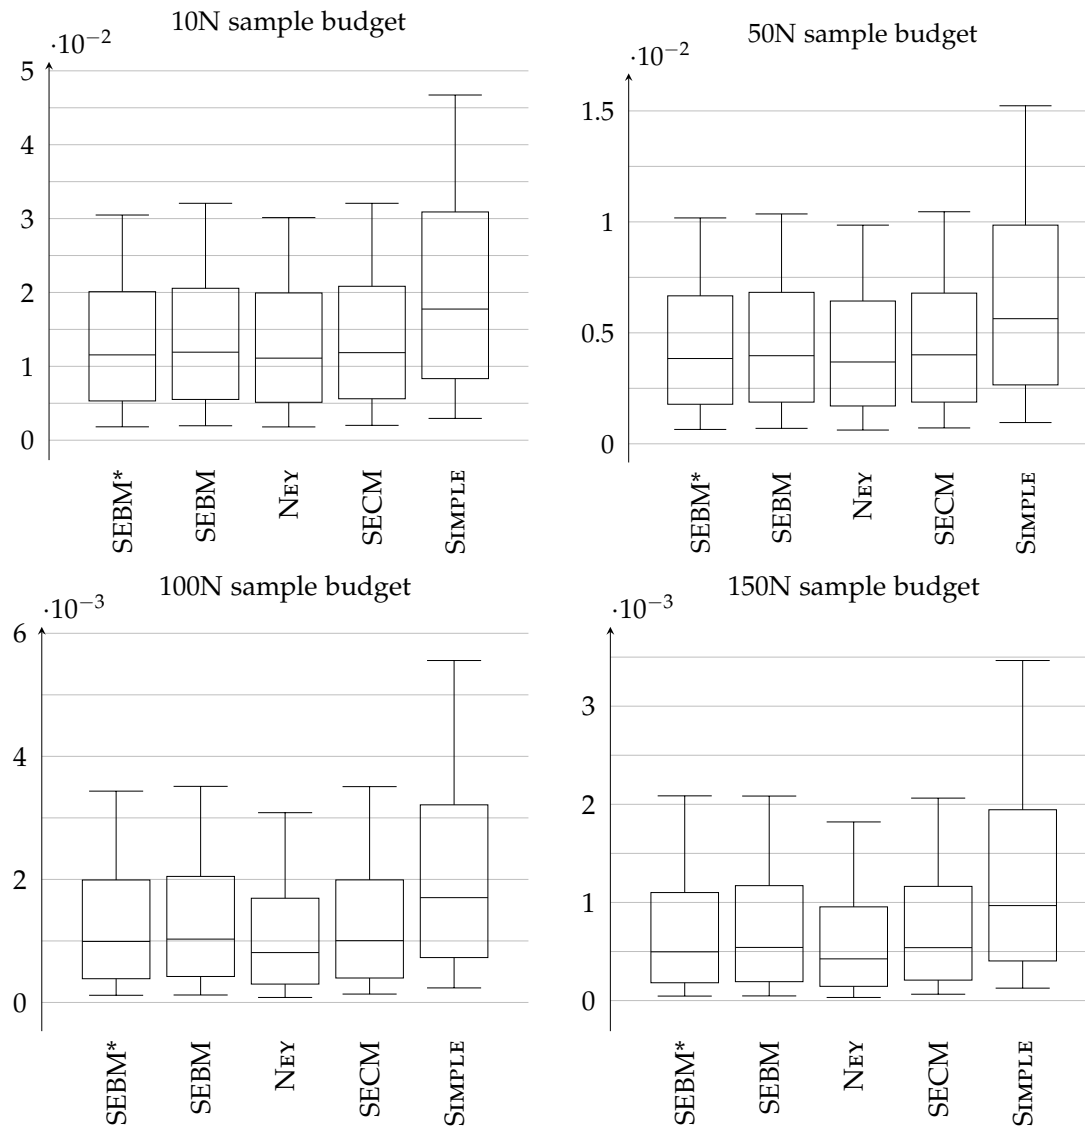 10N sample budget
·10−2
5
4
3
2
1
0
SEBM*
SEBM
NEY
SECM
SIMPLE
50N sample budget
·10−2
1.5
1
0.5
0
SEBM*
SEBM
NEY
SECM
SIMPLE
100N sample budget
·10−3
6
4
2
0
SEBM*
SEBM
NEY
SECM
SIMPLE
150N sample budget
·10−3
3
2
1
0
SEBM*
SEBM
NEY
SECM
SIMPLE